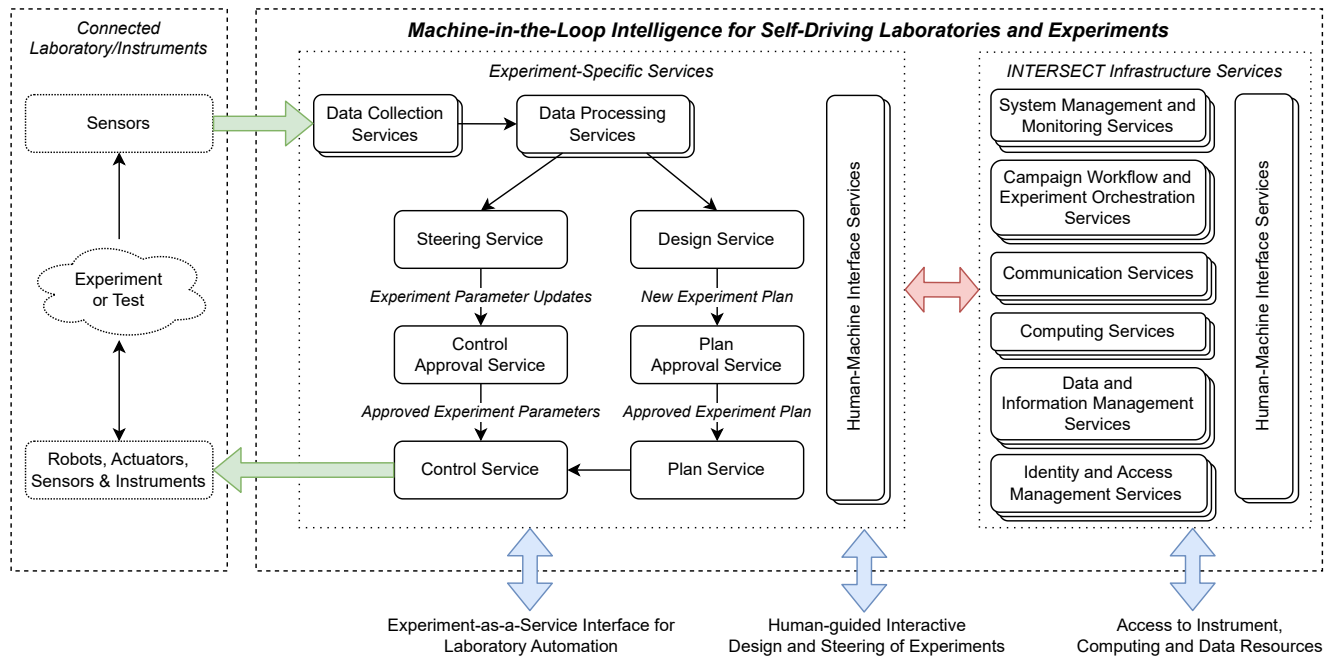 Connected
Laboratory/Instruments
Sensors
Experiment
or Test
Robots, Actuators,
Sensors & Instruments
Machine-in-the-Loop Intelligence for Self-Driving Laboratories and Experiments
Experiment-Specific Services
Data Collection
Services
Data Processing
Services
Steering Service
Design Service
Experiment Parameter Updates
New Experiment Plan
Control
Approval Service
Plan
Approval Service
Approved Experiment Parameters
Approved Experiment Plan
Control Service
Plan Service
Human-Machine Interface Services
INTERSECT Infrastructure Services
System Management and
Monitoring Services
Campaign Workflow and
Experiment Orchestration
Services
Communication Services
Computing Services
Data and
Information Management
Services
Identity and Access
Management Services
Human-Machine Interface Services
Experiment-as-a-Service Interface for
Laboratory Automation
Human-guided Interactive
Design and Steering of Experiments
Access to Instrument,
Computing and Data Resources